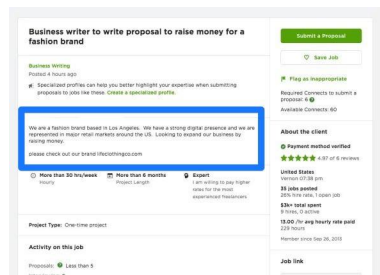 Business writer to write proposal to raise money for a
fashion brand
Business Writing
Posted 4 hours ago
Specialized profiles can help you better highlight your expertise when submitting
proposals to jobs like these. Create a specialized profile.
We are a fashion brand based in Los Angeles. We have a strong digital presence and we are
represented in major retail markets around the US. Looking to expand our business by
raising money.
please check out our brand lifeclothingco.com
More than 30 hrs/week
Hourly
More than 6 months
Project Length
Expert
I am willing to pay higher
rates for the most
experienced freelancers
Project Type: One-time project
Activity on this job
Proposals: Less than 5
Submit a Proposal
Save Job
Flag as inappropriate
Required Connects to submit a
proposal: 6
Available Connects: 60
About the client
Payment method verified
4.97 of 6 reviews
United States
Vernon 07:38 pm
35 jobs posted
26% hire rate, 1 open job
$3k+ total spent
9 hires, 0 active
13.00 /hr avg hourly rate paid
229 hours
Member since Sep 26, 2013
Job link